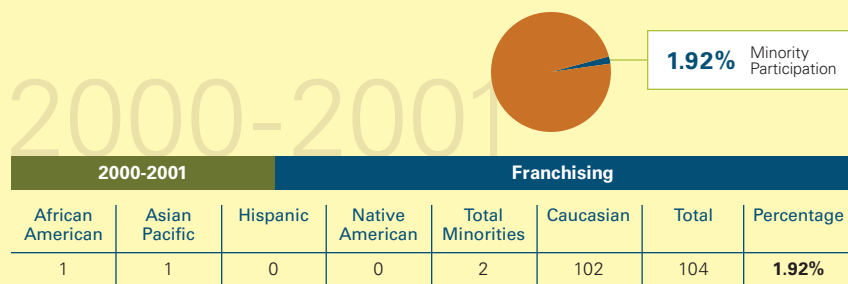 1.92% Minority
Participation
2000-2001
2000-2001 Franchising
African American Asian Pacific Hispanic Native American Total Minorities Caucasian Total Percentage
1 1 0 0 2 102 104 1.92%